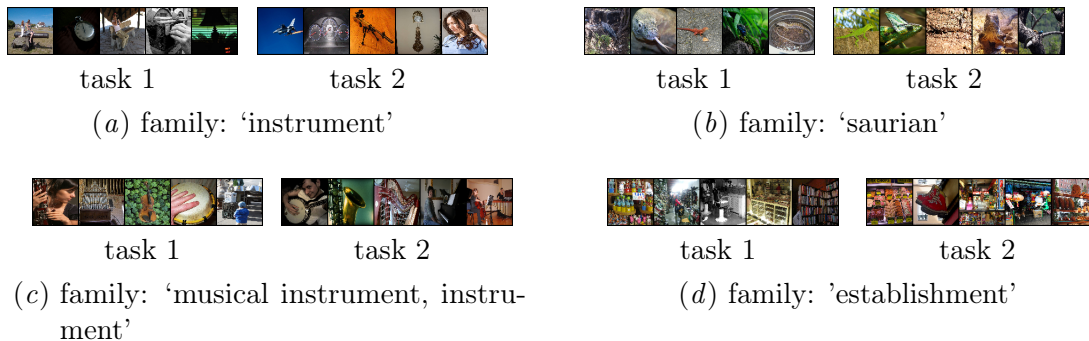 task 1
task 2
(a) family: ‘instrument’
task 1
task 2
(b) family: ‘saurian’
task 1
task 2
(c) family: ‘musical instrument, instru-
ment’
task 1
task 2
(d) family: ’establishment’